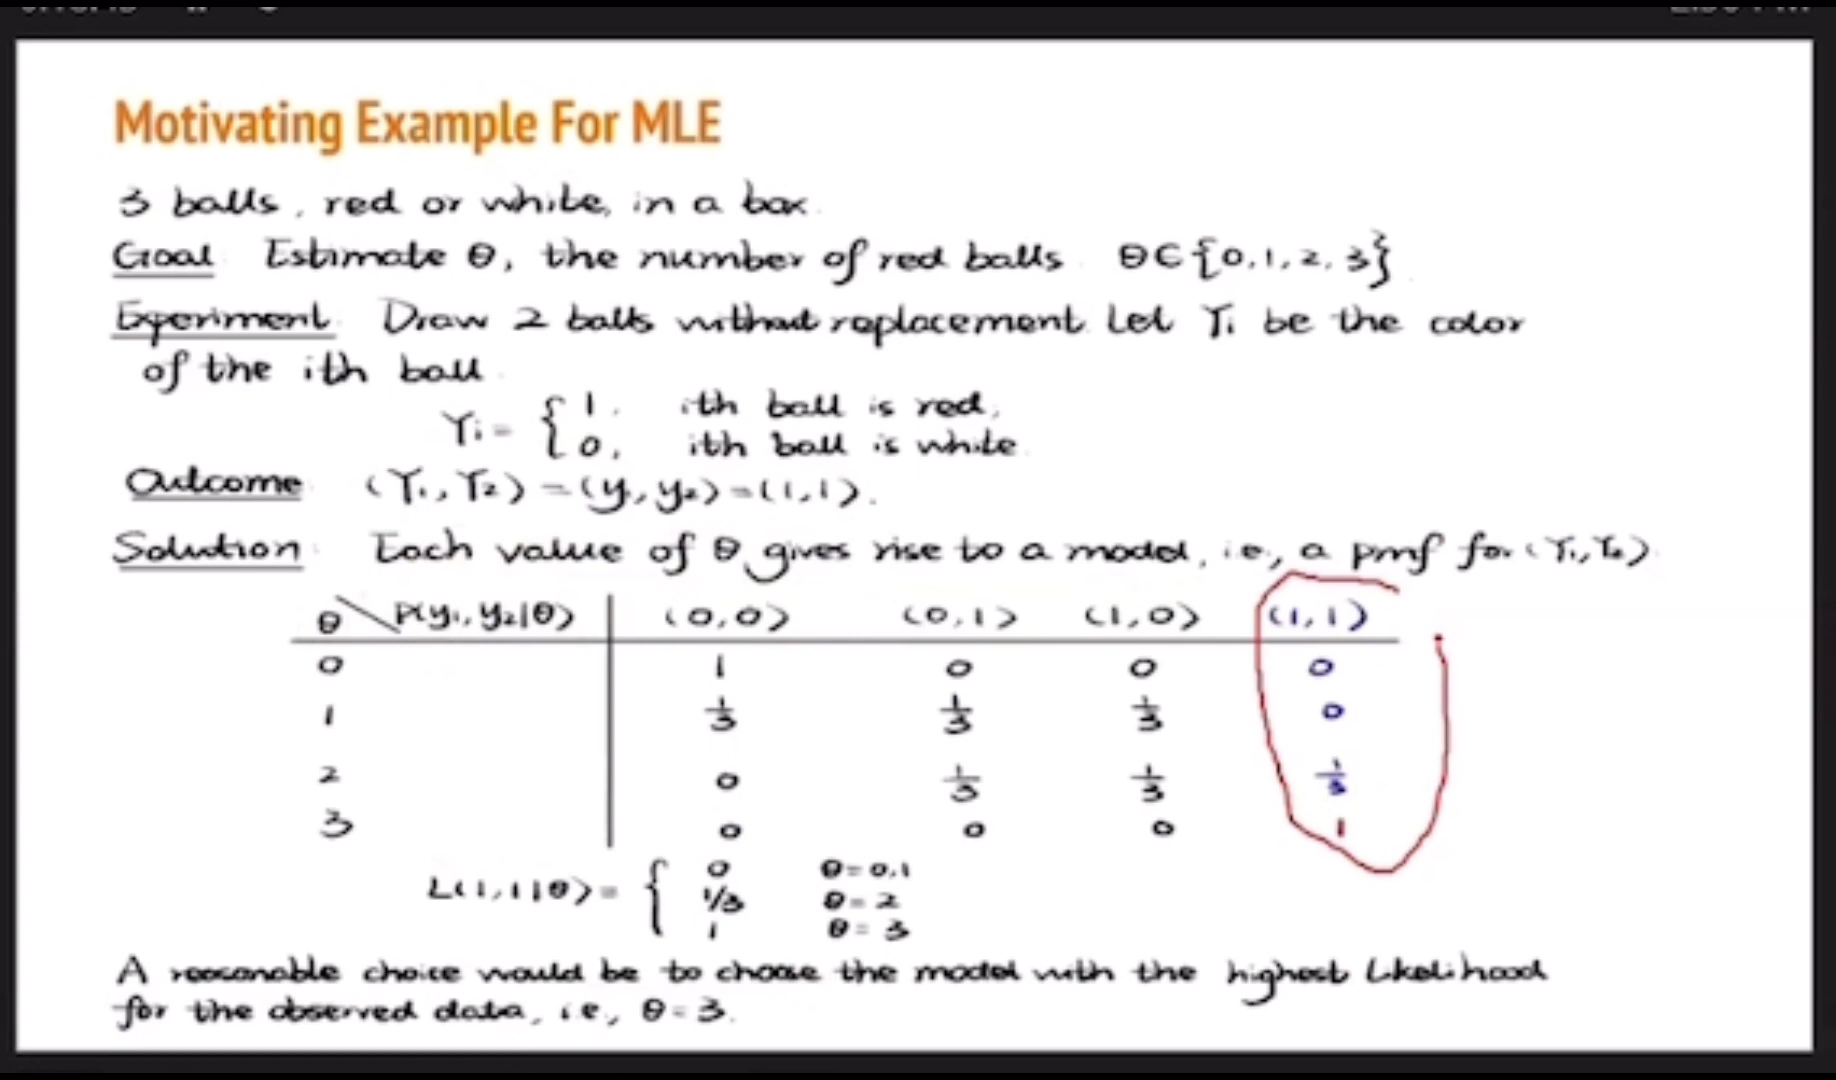 Motivating Example For MLE
3 balls, red or white, in a box.
Goal Estimate θ, the number of red balls. θ∈{0,1,2,3}
Experiment. Draw 2 balls without replacement Let Yi be the color
of the ith ball.
Yi = { 1, ith ball is red,
0, ith ball is white.
Outcome (Y₁, Y₂) = (y₁, y₂) = (1,1).
Solution: Each value of θ gives rise to a model, i.e., a pmf for (Y₁, Y₂).
θ \ P(y₁, y₂|θ) (0,0) (0,1) (1,0) (1,1)
0 1 0 0 0
1 1/3 1/3 1/3 0
2 0 1/3 1/3 1/3
3 0 0 0 1
L(1,1|θ) = { 0 θ=0,1
1/3 θ=2
1 θ=3
A reasonable choice would be to choose the model with the highest Likelihood
for the observed data, i.e., θ=3.